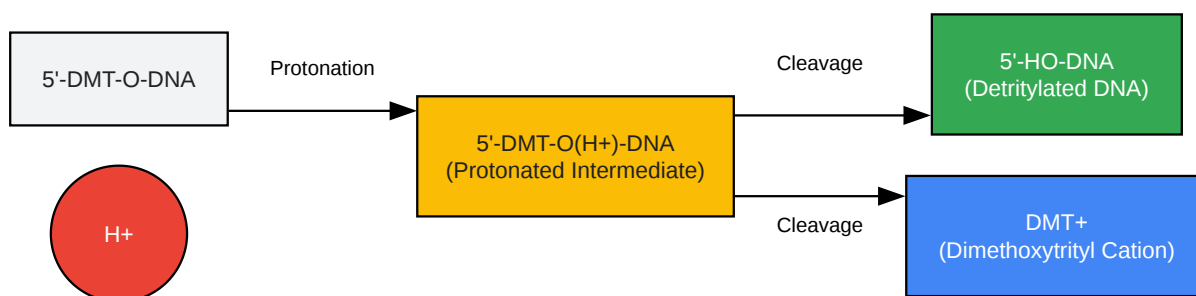 5'-DMT-O-DNA
Protonation
H+
5'-DMT-O(H+)-DNA
(Protonated Intermediate)
Cleavage
5'-HO-DNA
(Detritylated DNA)
Cleavage
DMT+
(Dimethoxytrityl Cation)